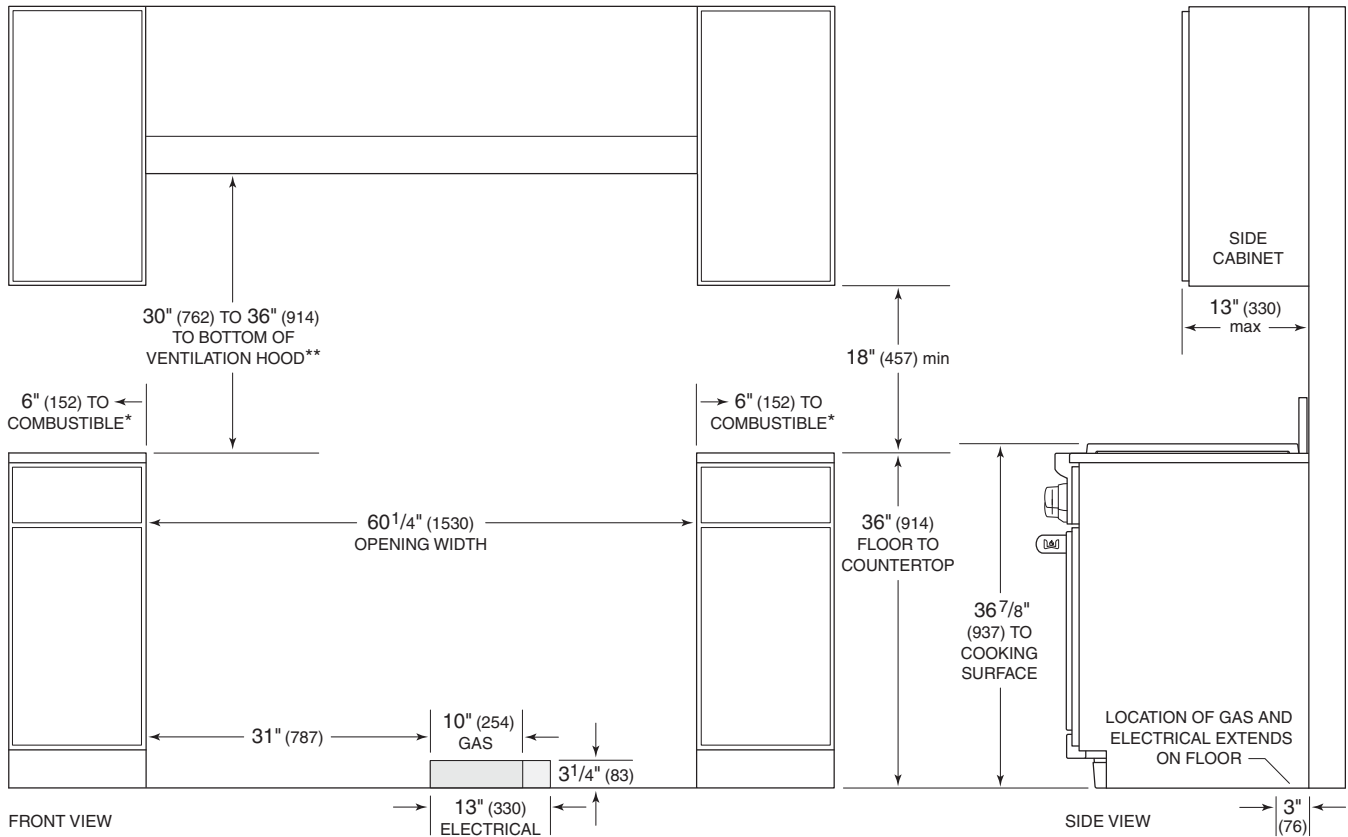 SIDE
CABINET
13" (330)
max
30" (762) TO 36" (914)
TO BOTTOM OF
VENTILATION HOOD**
18" (457) min
6" (152) TO
COMBUSTIBLE*
6" (152) TO
COMBUSTIBLE*
60 1/4" (1530)
OPENING WIDTH
36" (914)
FLOOR TO
COUNTERTOP
36 7/8"
(937) TO
COOKING
SURFACE
31" (787)
10" (254)
GAS
3 1/4" (83)
13" (330)
ELECTRICAL
LOCATION OF GAS AND
ELECTRICAL EXTENDS
ON FLOOR
3"
(76)
FRONT VIEW
SIDE VIEW